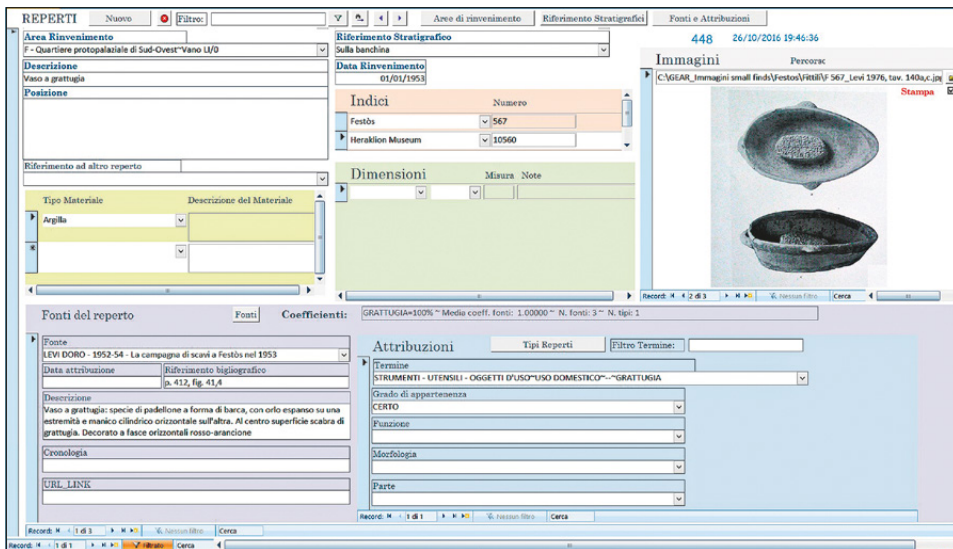 REPERTI Nuovo Filtro: Aree di rinvenimento Riferimento Stratigrafici Fonti e Attribuzioni
Area Rinvenimento
F - Quartiere protopalaziale di Sud-Ovest~Vano LI/0
Descrizione
Vaso a grattugia
Posizione
Riferimento ad altro reperto
Tipo Materiale Descrizione del Materiale
Argilla
Riferimento Stratigrafico
Sulla banchina
Data Rinvenimento
01/01/1953
Indici Numero
Festòs 567
Heraklion Museum 10560
Dimensioni Misura Note
448 26/10/2016 19:46:36
Immagini Percorso
C:\GEAR_Immagini small finds\Festos\Fittili\F 567_Levi 1976, tav. 140a,c.jpg
Stampa
Record: 2 di 3 Nessun filtro Cerca
Fonti del reperto Fonti Coefficienti: GRATTUGIA=100% ~ Media coeff. fonti: 1.00000 ~ N. fonti: 3 ~ N. tipi: 1
Fonte
LEVI DORO - 1952-54 - La campagna di scavi a Festòs nel 1953
Data attribuzione Riferimento bigliografico
p. 412, fig. 41,4
Descrizione
Vaso a grattugia: specie di padellone a forma di barca, con orlo espanso su una
estremità e manico cilindrico orizzontale sull'altra. Al centro superficie scabra di
grattugia. Decorato a fasce orizzontali rosso-arancione
Cronologia
URL_LINK
Record: 1 di 3 Nessun filtro Cerca
Attribuzioni Tipi Reperti Filtro Termine:
Termine
STRUMENTI - UTENSILI - OGGETTI D'USO~USO DOMESTICO~--~GRATTUGIA
Grado di appartenenza
CERTO
Funzione
Morfologia
Parte
Record: 1 di 1 Nessun filtro Cerca
Record: 1 di 1 Filtrato Cerca